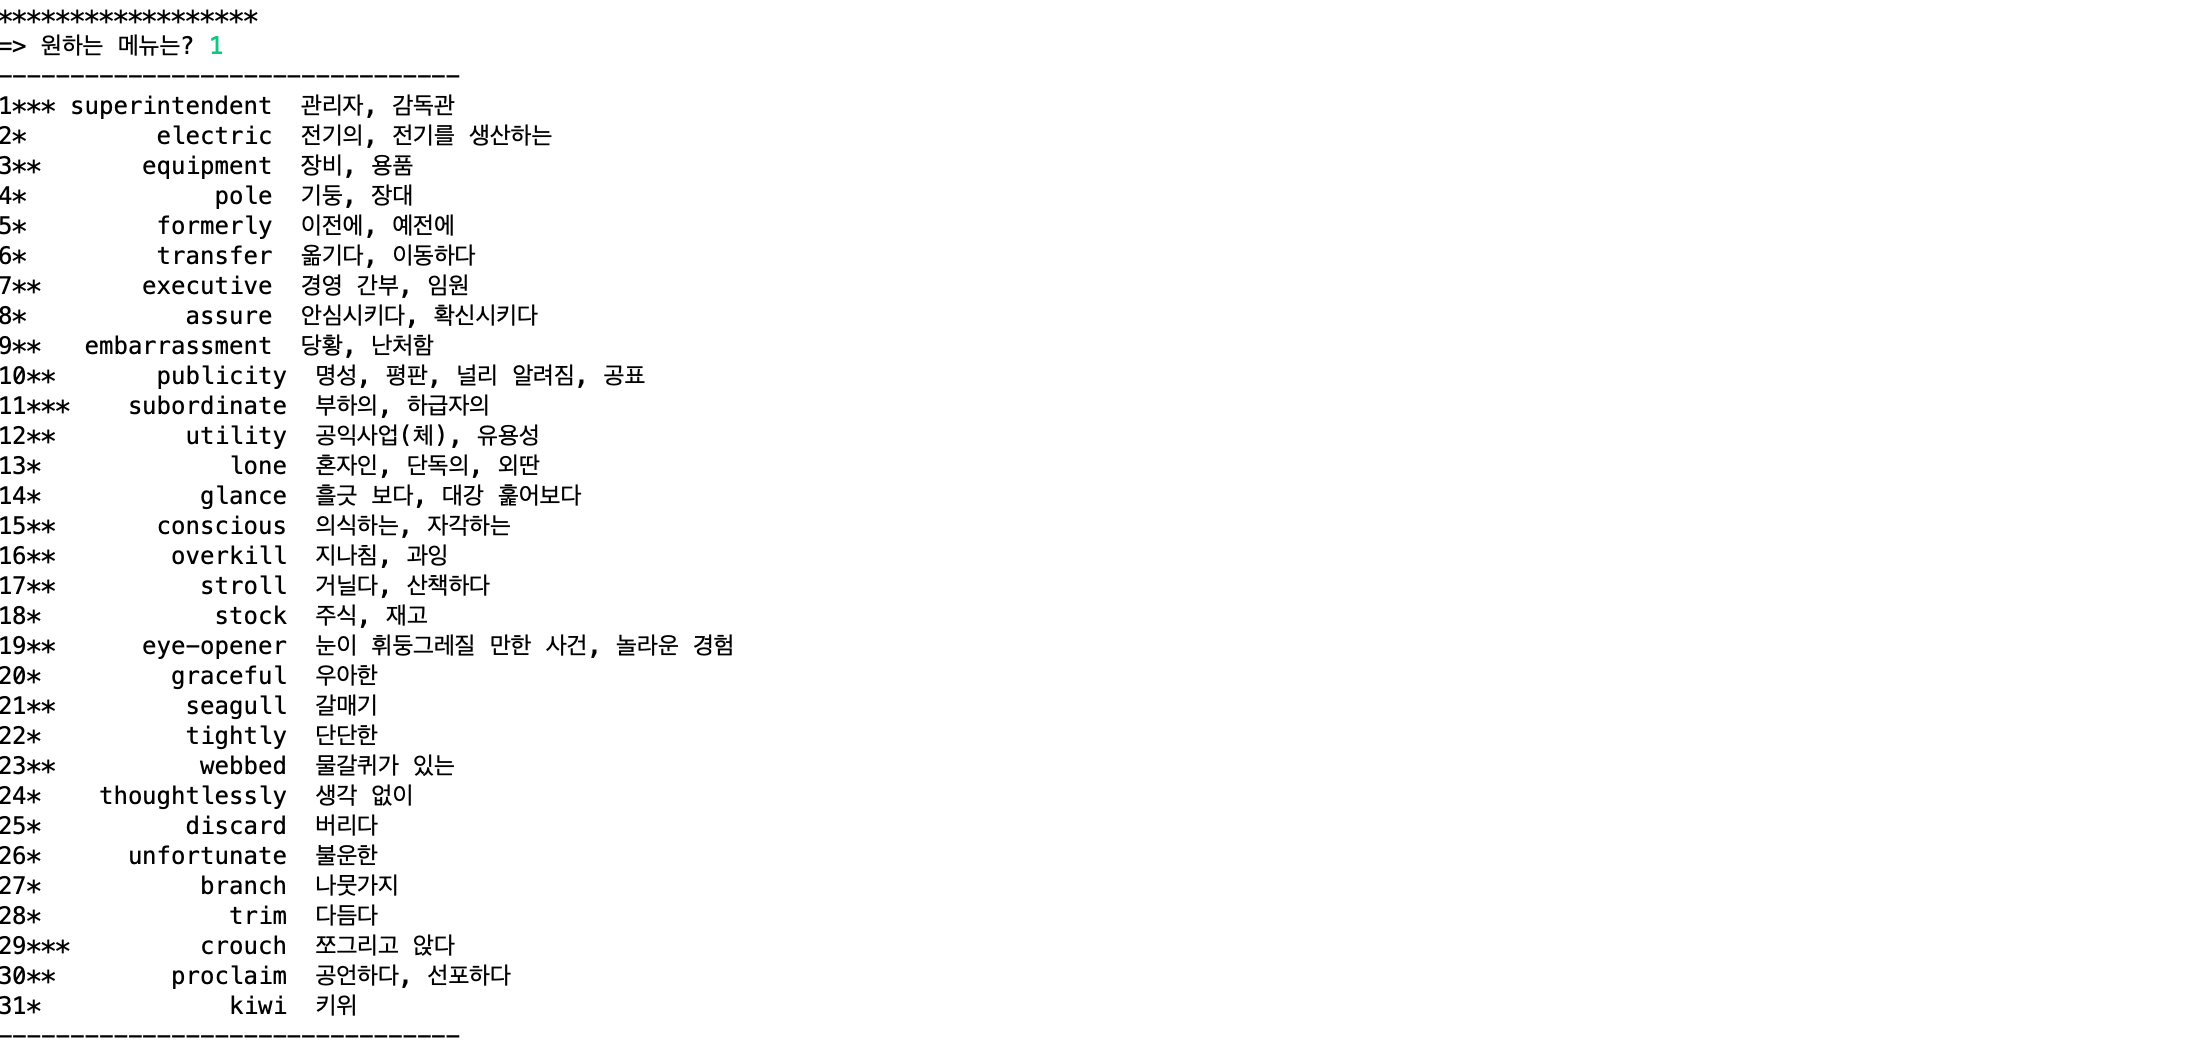 ******************
=> 원하는 메뉴는? 1
--------------------------------
1*** superintendent  관리자, 감독관
2*         electric  전기의, 전기를 생산하는
3**       equipment  장비, 용품
4*             pole  기둥, 장대
5*         formerly  이전에, 예전에
6*         transfer  옮기다, 이동하다
7**       executive  경영 간부, 임원
8*           assure  안심시키다, 확신시키다
9**   embarrassment  당황, 난처함
10**       publicity  명성, 평판, 널리 알려짐, 공표
11***    subordinate  부하의, 하급자의
12**         utility  공익사업(체), 유용성
13*             lone  혼자인, 단독의, 외딴
14*           glance  흘긋 보다, 대강 훑어보다
15**       conscious  의식하는, 자각하는
16**        overkill  지나침, 과잉
17**          stroll  거닐다, 산책하다
18*            stock  주식, 재고
19**      eye-opener  눈이 휘둥그레질 만한 사건, 놀라운 경험
20*         graceful  우아한
21**         seagull  갈매기
22*          tightly  단단한
23**          webbed  물갈퀴가 있는
24*    thoughtlessly  생각 없이
25*          discard  버리다
26*      unfortunate  불운한
27*           branch  나뭇가지
28*             trim  다듬다
29***         crouch  쪼그리고 앉다
30**        proclaim  공언하다, 선포하다
31*             kiwi  키위
--------------------------------